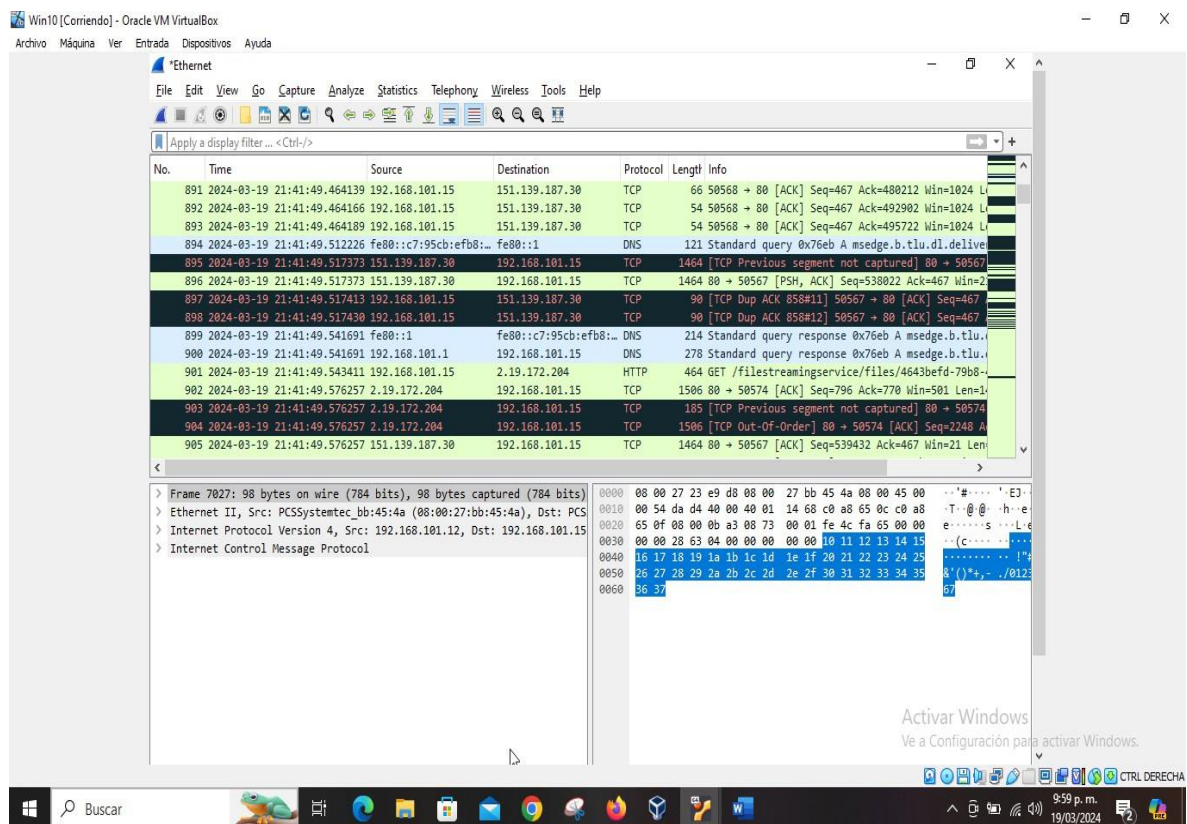 Win10 [Corriendo] - Oracle VM VirtualBox
Archivo Máquina Ver Entrada Dispositivos Ayuda
*Ethernet
File Edit View Go Capture Analyze Statistics Telephony Wireless Tools Help
Apply a display filter ... <Ctrl-/>
No. Time Source Destination Protocol Length Info
891 2024-03-19 21:41:49.464139 192.168.101.15 151.139.187.30 TCP 66 50568 → 80 [ACK] Seq=467 Ack=480212 Win=1024 L
892 2024-03-19 21:41:49.464166 192.168.101.15 151.139.187.30 TCP 54 50568 → 80 [ACK] Seq=467 Ack=492902 Win=1024 L
893 2024-03-19 21:41:49.464189 192.168.101.15 151.139.187.30 TCP 54 50568 → 80 [ACK] Seq=467 Ack=495722 Win=1024 L
894 2024-03-19 21:41:49.512226 fe80::c7:95cb:efb8:… fe80::1 DNS 121 Standard query 0x76eb A msedge.b.tlu.dl.delive
895 2024-03-19 21:41:49.517373 151.139.187.30 192.168.101.15 TCP 1464 [TCP Previous segment not captured] 80 → 50567
896 2024-03-19 21:41:49.517373 151.139.187.30 192.168.101.15 TCP 1464 80 → 50567 [PSH, ACK] Seq=538022 Ack=467 Win=2
897 2024-03-19 21:41:49.517413 192.168.101.15 151.139.187.30 TCP 90 [TCP Dup ACK 858#11] 50567 → 80 [ACK] Seq=467
898 2024-03-19 21:41:49.517430 192.168.101.15 151.139.187.30 TCP 90 [TCP Dup ACK 858#12] 50567 → 80 [ACK] Seq=467
899 2024-03-19 21:41:49.541691 fe80::1 fe80::c7:95cb:efb8:… DNS 214 Standard query response 0x76eb A msedge.b.tlu.
900 2024-03-19 21:41:49.541691 192.168.101.1 192.168.101.15 DNS 278 Standard query response 0x76eb A msedge.b.tlu.
901 2024-03-19 21:41:49.543411 192.168.101.15 2.19.172.204 HTTP 464 GET /filestreamingservice/files/4643befd-79b8-
902 2024-03-19 21:41:49.576257 2.19.172.204 192.168.101.15 TCP 1506 80 → 50574 [ACK] Seq=796 Ack=770 Win=501 Len=1
903 2024-03-19 21:41:49.576257 2.19.172.204 192.168.101.15 TCP 185 [TCP Previous segment not captured] 80 → 50574
904 2024-03-19 21:41:49.576257 2.19.172.204 192.168.101.15 TCP 1506 [TCP Out-Of-Order] 80 → 50574 [ACK] Seq=2248 A
905 2024-03-19 21:41:49.576257 151.139.187.30 192.168.101.15 TCP 1464 80 → 50567 [ACK] Seq=539432 Ack=467 Win=21 Len
Frame 7027: 98 bytes on wire (784 bits), 98 bytes captured (784 bits)
Ethernet II, Src: PCSSystemtec_bb:45:4a (08:00:27:bb:45:4a), Dst: PCS
Internet Protocol Version 4, Src: 192.168.101.12, Dst: 192.168.101.15
Internet Control Message Protocol
0000 08 00 27 23 e9 d8 08 00 27 bb 45 4a 08 00 45 00 ··'#···· '·EJ··
0010 00 54 da d4 40 00 40 01 14 68 c0 a8 65 0c c0 a8 ·T··@·@· ·h··e·
0020 65 0f 08 00 0b a3 08 73 00 01 fe 4c fa 65 00 00 e······s ···L·e
0030 00 00 28 63 04 00 00 00 00 00 10 11 12 13 14 15 ··(c···· ······
0040 16 17 18 19 1a 1b 1c 1d 1e 1f 20 21 22 23 24 25 ········ ·· !"#
0050 26 27 28 29 2a 2b 2c 2d 2e 2f 30 31 32 33 34 35 &'()*+,- ./0123
0060 36 37 67
Activar Windows
Ve a Configuración para activar Windows.
CTRL DERECHA
Buscar
9:59 p. m.
19/03/2024
2
PRE